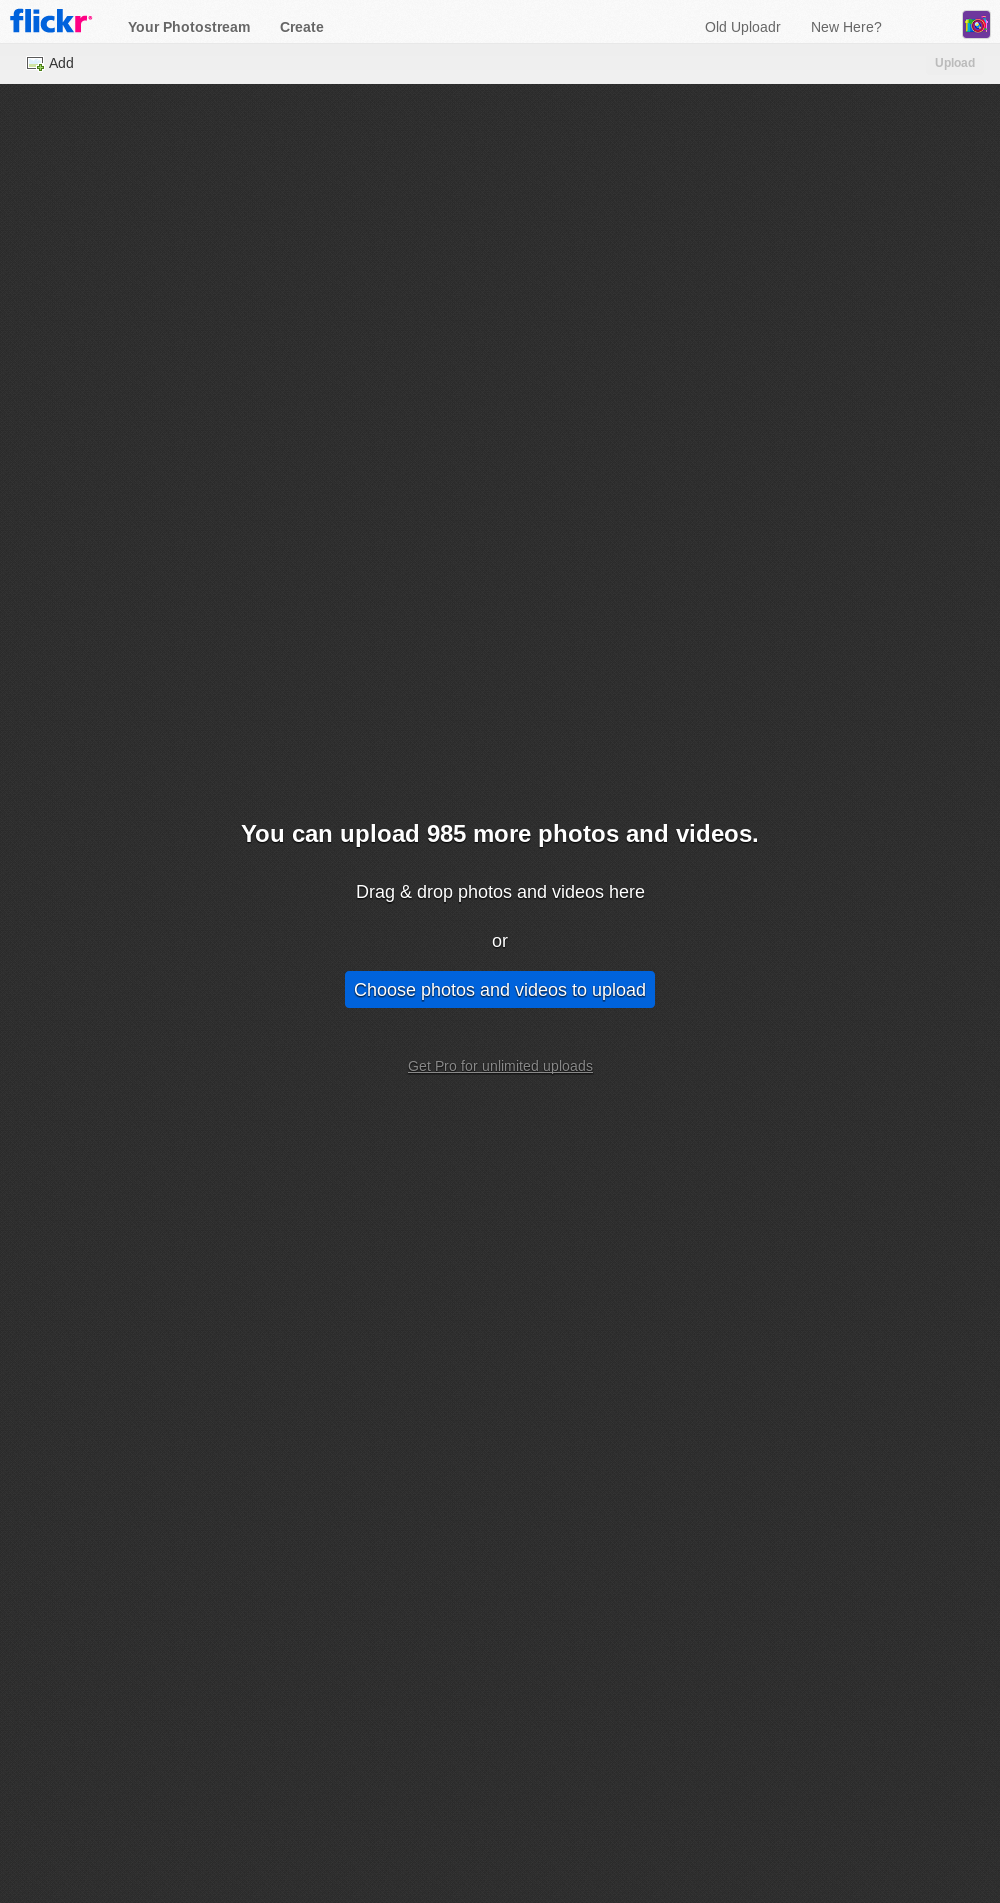 flickr
Your Photostream
Create
Old Uploadr
New Here?
Add
Upload
You can upload 985 more photos and videos.
Drag & drop photos and videos here
or
Choose photos and videos to upload
Get Pro for unlimited uploads